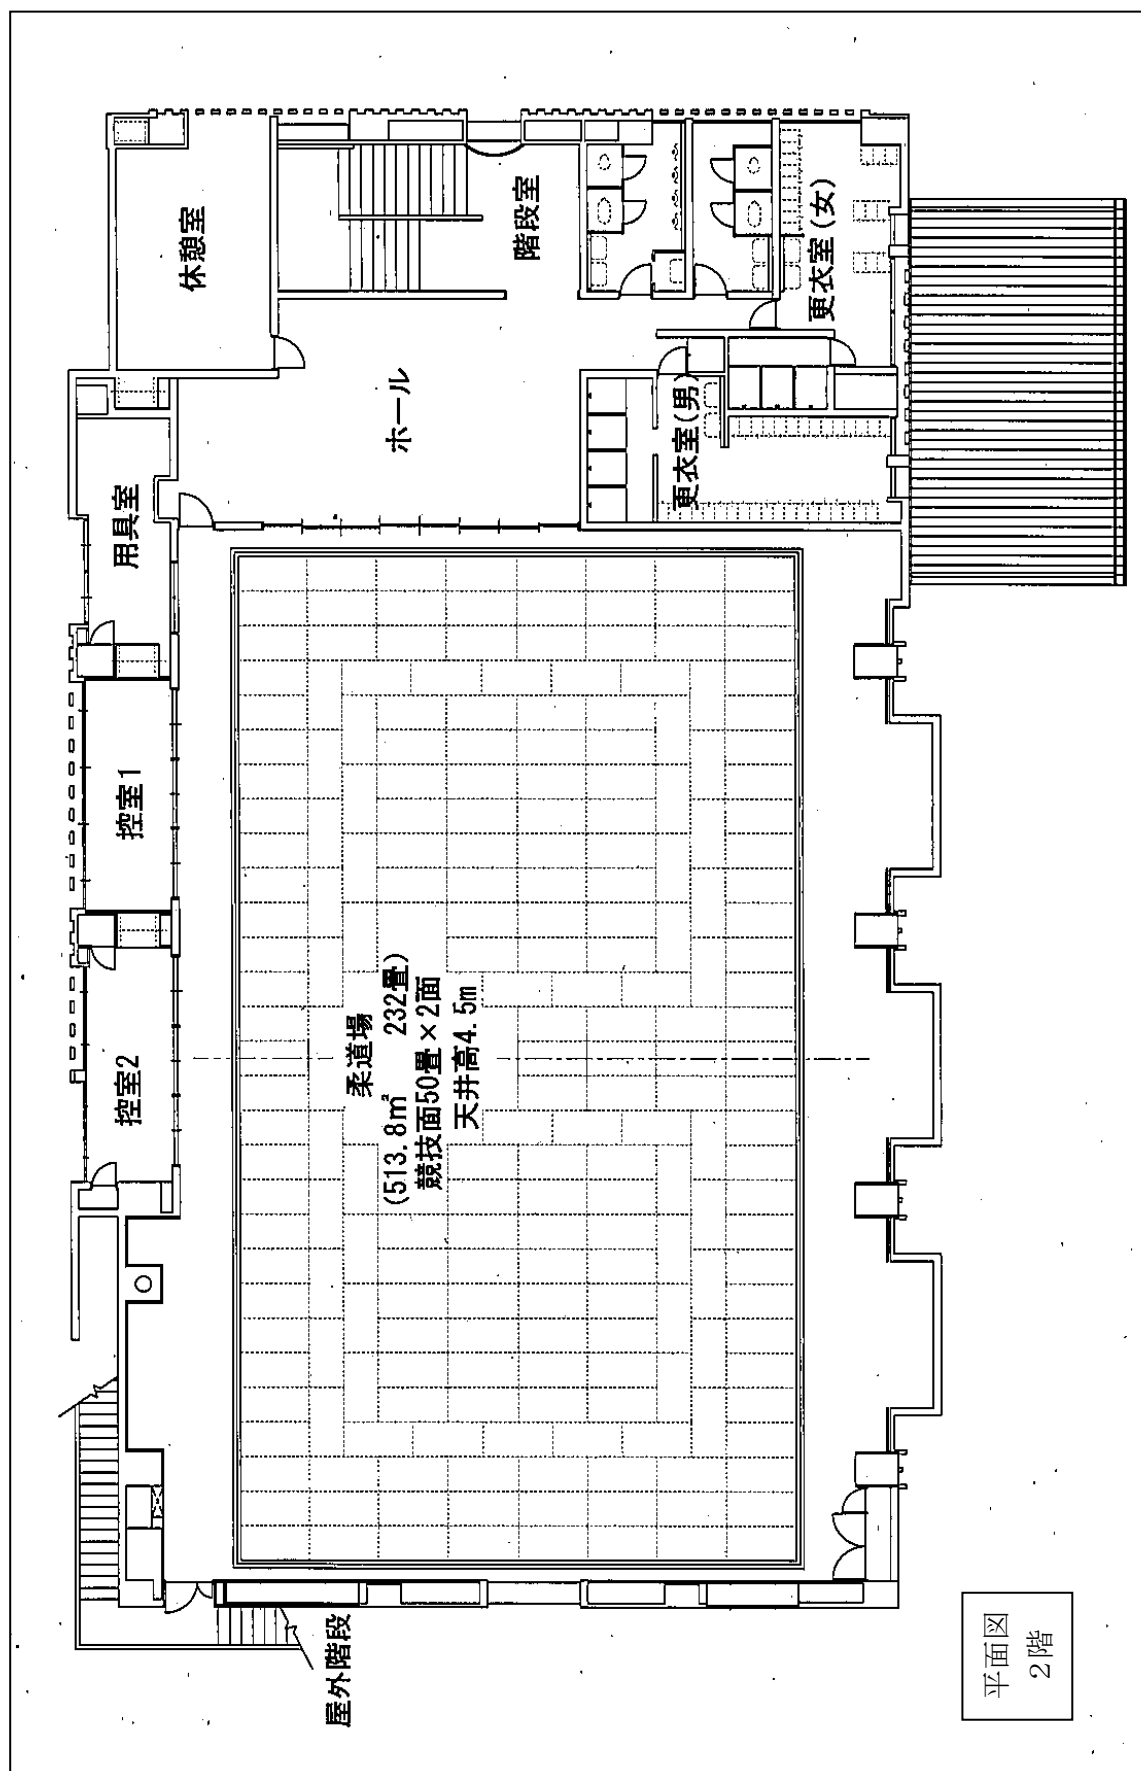 控室2
控室1
用具室
休憩室
柔道場
(513.8㎡ 232畳)
競技面50畳×2面
天井高4.5m
ホール
階段室
更衣室(男)
更衣室(女)
屋外階段
平面図
2階